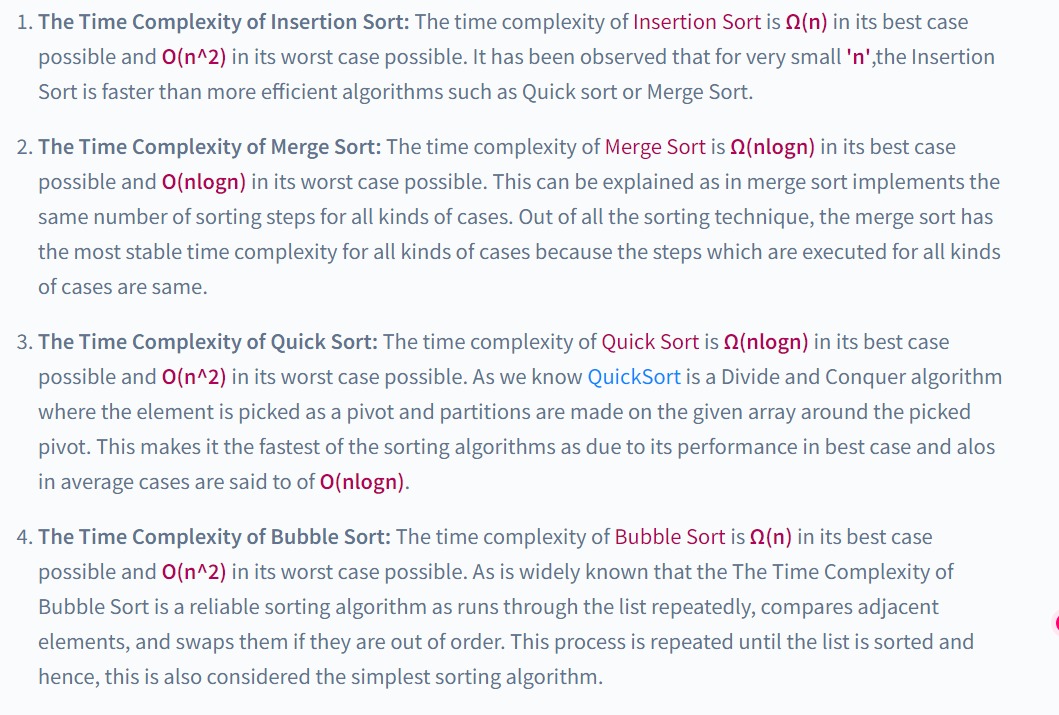 1. The Time Complexity of Insertion Sort: The time complexity of Insertion Sort is Ω(n) in its best case
possible and O(n^2) in its worst case possible. It has been observed that for very small 'n',the Insertion
Sort is faster than more efficient algorithms such as Quick sort or Merge Sort.
2. The Time Complexity of Merge Sort: The time complexity of Merge Sort is Ω(nlogn) in its best case
possible and O(nlogn) in its worst case possible. This can be explained as in merge sort implements the
same number of sorting steps for all kinds of cases. Out of all the sorting technique, the merge sort has
the most stable time complexity for all kinds of cases because the steps which are executed for all kinds
of cases are same.
3. The Time Complexity of Quick Sort: The time complexity of Quick Sort is Ω(nlogn) in its best case
possible and O(n^2) in its worst case possible. As we know QuickSort is a Divide and Conquer algorithm
where the element is picked as a pivot and partitions are made on the given array around the picked
pivot. This makes it the fastest of the sorting algorithms as due to its performance in best case and alos
in average cases are said to of O(nlogn).
4. The Time Complexity of Bubble Sort: The time complexity of Bubble Sort is Ω(n) in its best case
possible and O(n^2) in its worst case possible. As is widely known that the The Time Complexity of
Bubble Sort is a reliable sorting algorithm as runs through the list repeatedly, compares adjacent
elements, and swaps them if they are out of order. This process is repeated until the list is sorted and
hence, this is also considered the simplest sorting algorithm.